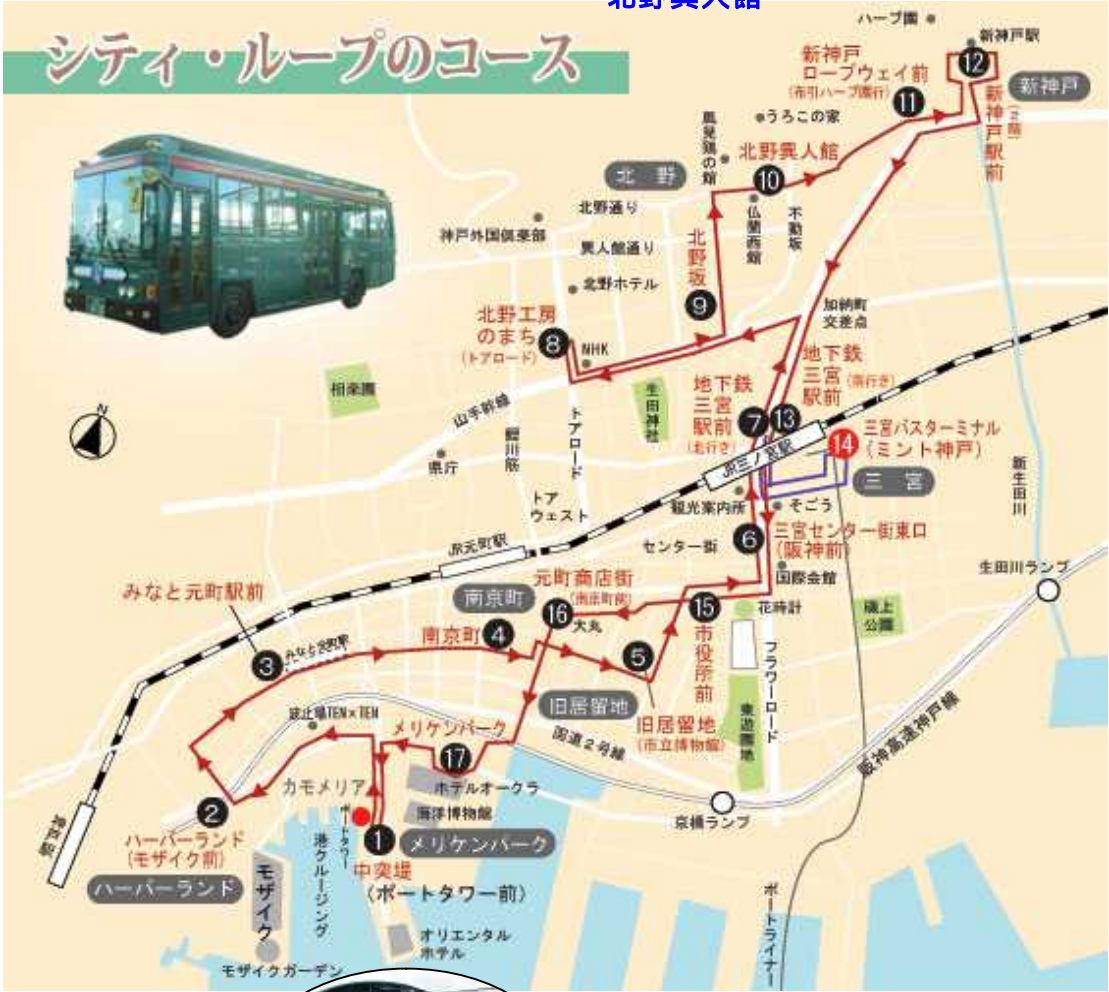 北野異人館
シティ・ループのコース
ハーブ園
新神戸駅
新神戸
ロープウェイ前
(布引ハーブ園行)
⑪
⑫
新神戸
新神戸駅前
(2階)
うろこの家
風見鶏の館
北野異人館
⑩
北野
北野通り
仏蘭西館
不動坂
神戸外国倶楽部
異人館通り
北野ホテル
北野坂
⑨
加納町
交差点
北野工房
のまち
(トアロード)
⑧
NHK
地下鉄
三宮
駅前
(南行き)
地下鉄
三宮
駅前
(北行き)
⑦
⑬
相楽園
生田神社
山手幹線
N
県庁
鯉川筋
トアロード
⑭
三宮バスターミナル
(ミント神戸)
三宮
JR三ノ宮駅
新生田川
トア
ウェスト
観光案内所
そごう
センター街
⑥
三宮センター街東口
(阪神前)
国際会館
JR元町駅
生田川ランプ
みなと元町駅前
元町商店街
南京町
⑯
大丸
⑮
市役所前
花時計
磯上
公園
南京町
④
③
みなと元町駅
⑤
フラワーロード
旧居留地
旧居留地
(市立博物館)
東遊園地
波止場TEN×TEN
メリケンパーク
⑰
国道2号線
阪神高速神戸線
カモメリア
ホテルオークラ
海洋博物館
京橋ランプ
②
ハーバーランド
(モザイク前)
ハーバーランド
ポートタワー
①
中突堤
(ポートタワー前)
メリケンパーク
港クルージング
モザイク
モザイクガーデン
オリエンタル
ホテル
ポートライナー